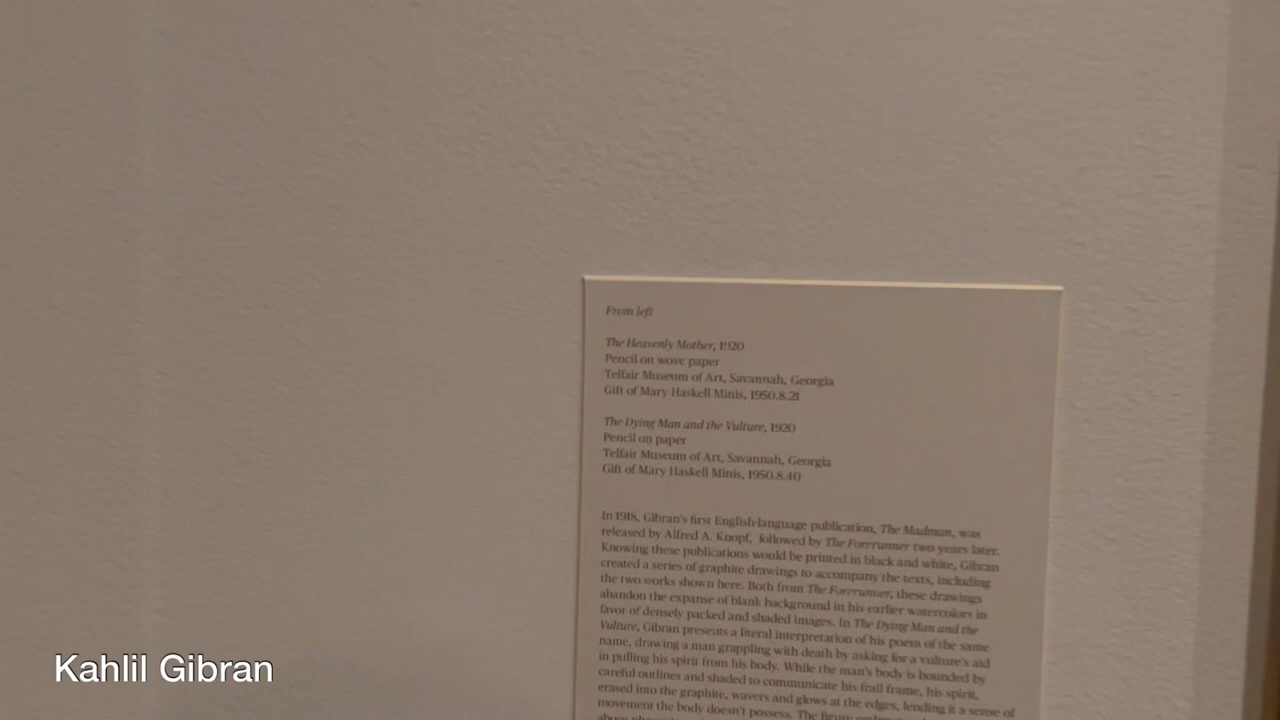 From left
The Heavenly Mother, 1920
Pencil on wove paper
Telfair Museum of Art, Savannah, Georgia
Gift of Mary Haskell Minis, 1950.8.21
The Dying Man and the Vulture, 1920
Pencil on paper
Telfair Museum of Art, Savannah, Georgia
Gift of Mary Haskell Minis, 1950.8.40
In 1918, Gibran's first English-language publication, The Madman, was
released by Alfred A. Knopf, followed by The Forerunner two years later.
Knowing these publications would be printed in black and white, Gibran
created a series of graphite drawings to accompany the texts, including
the two works shown here. Both from The Forerunner, these drawings
abandon the expanse of blank background in his earlier watercolors in
favor of densely packed and shaded images. In The Dying Man and the
Vulture, Gibran presents a literal interpretation of his poem of the same
name, drawing a man grappling with death by asking for a vulture's aid
in pulling his spirit from his body. While the man's body is bounded by
careful outlines and shaded to communicate his frail frame, his spirit,
erased into the graphite, wavers and glows at the edges, lending it a sense of
movement the body doesn't possess. The figure
Kahlil Gibran